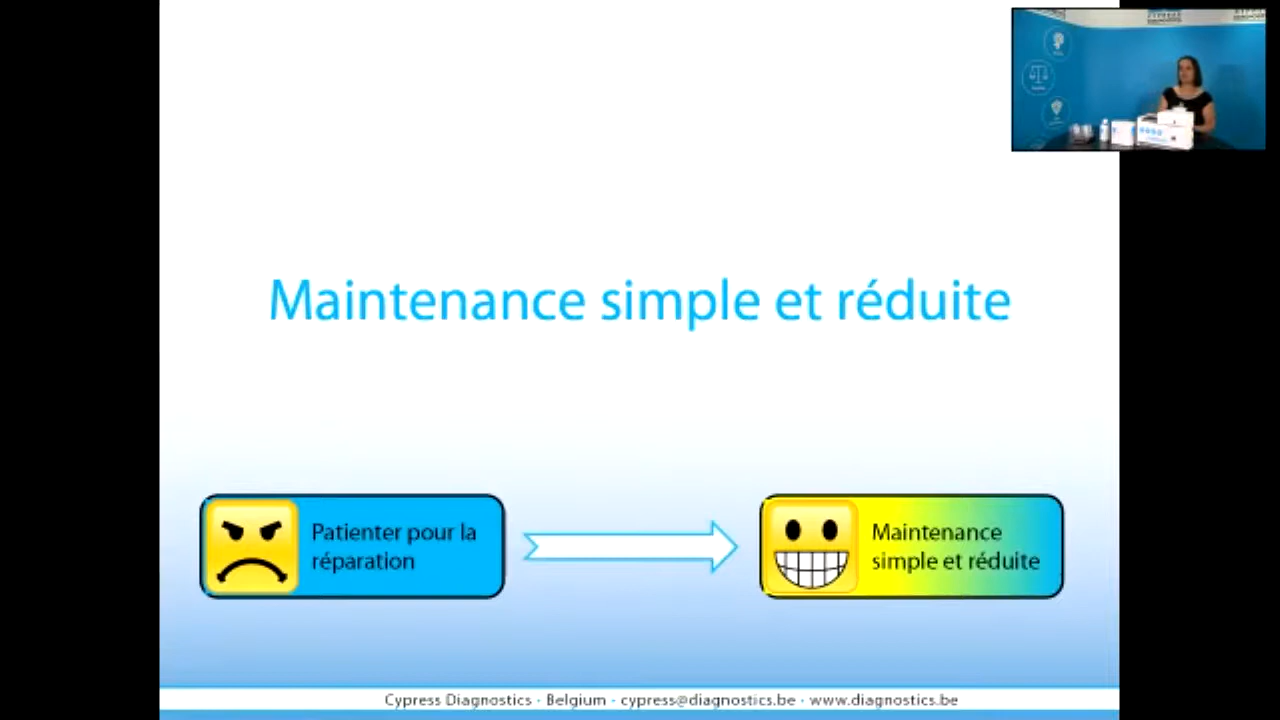 CYPRESS
Maintenance simple et réduite
Patienter pour la
réparation
Maintenance
simple et réduite
Cypress Diagnostics · Belgium · cypress@diagnostics.be · www.diagnostics.be